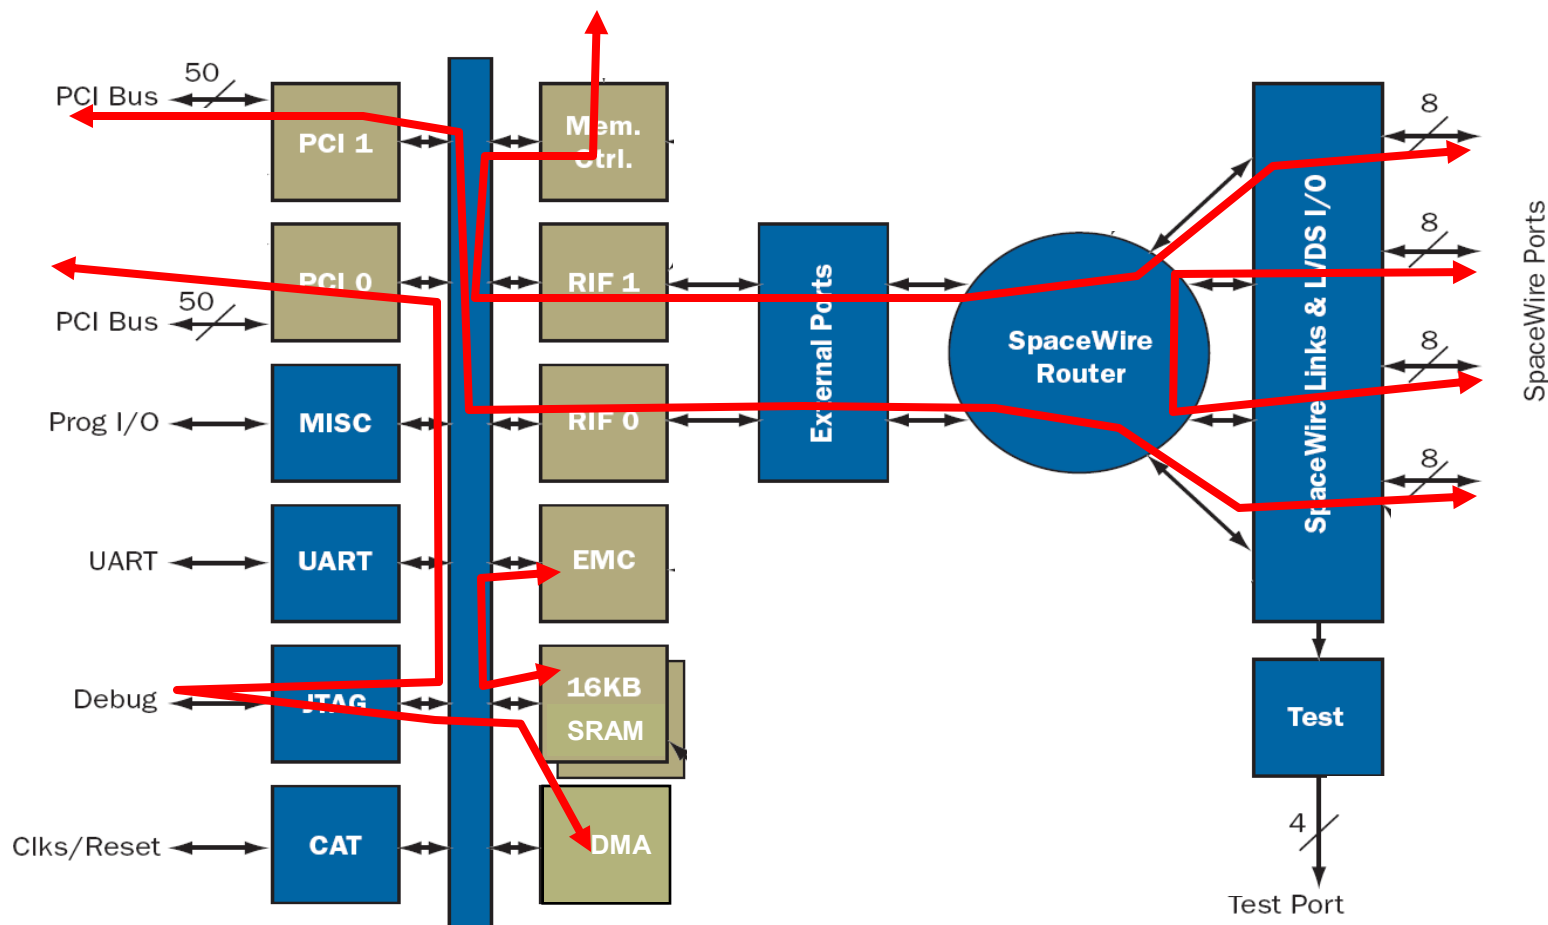 50
PCI Bus
PCI 1
Mem.
Ctrl.
8
PCI 0
RIF 1
8
50
PCI Bus
External Ports
SpaceWire
Router
SpaceWire Links & LVDS I/O
SpaceWire Ports
8
Prog I/O
MISC
RIF 0
8
UART
UART
EMC
Debug
JTAG
16KB
SRAM
Test
Clks/Reset
CAT
DMA
4
Test Port